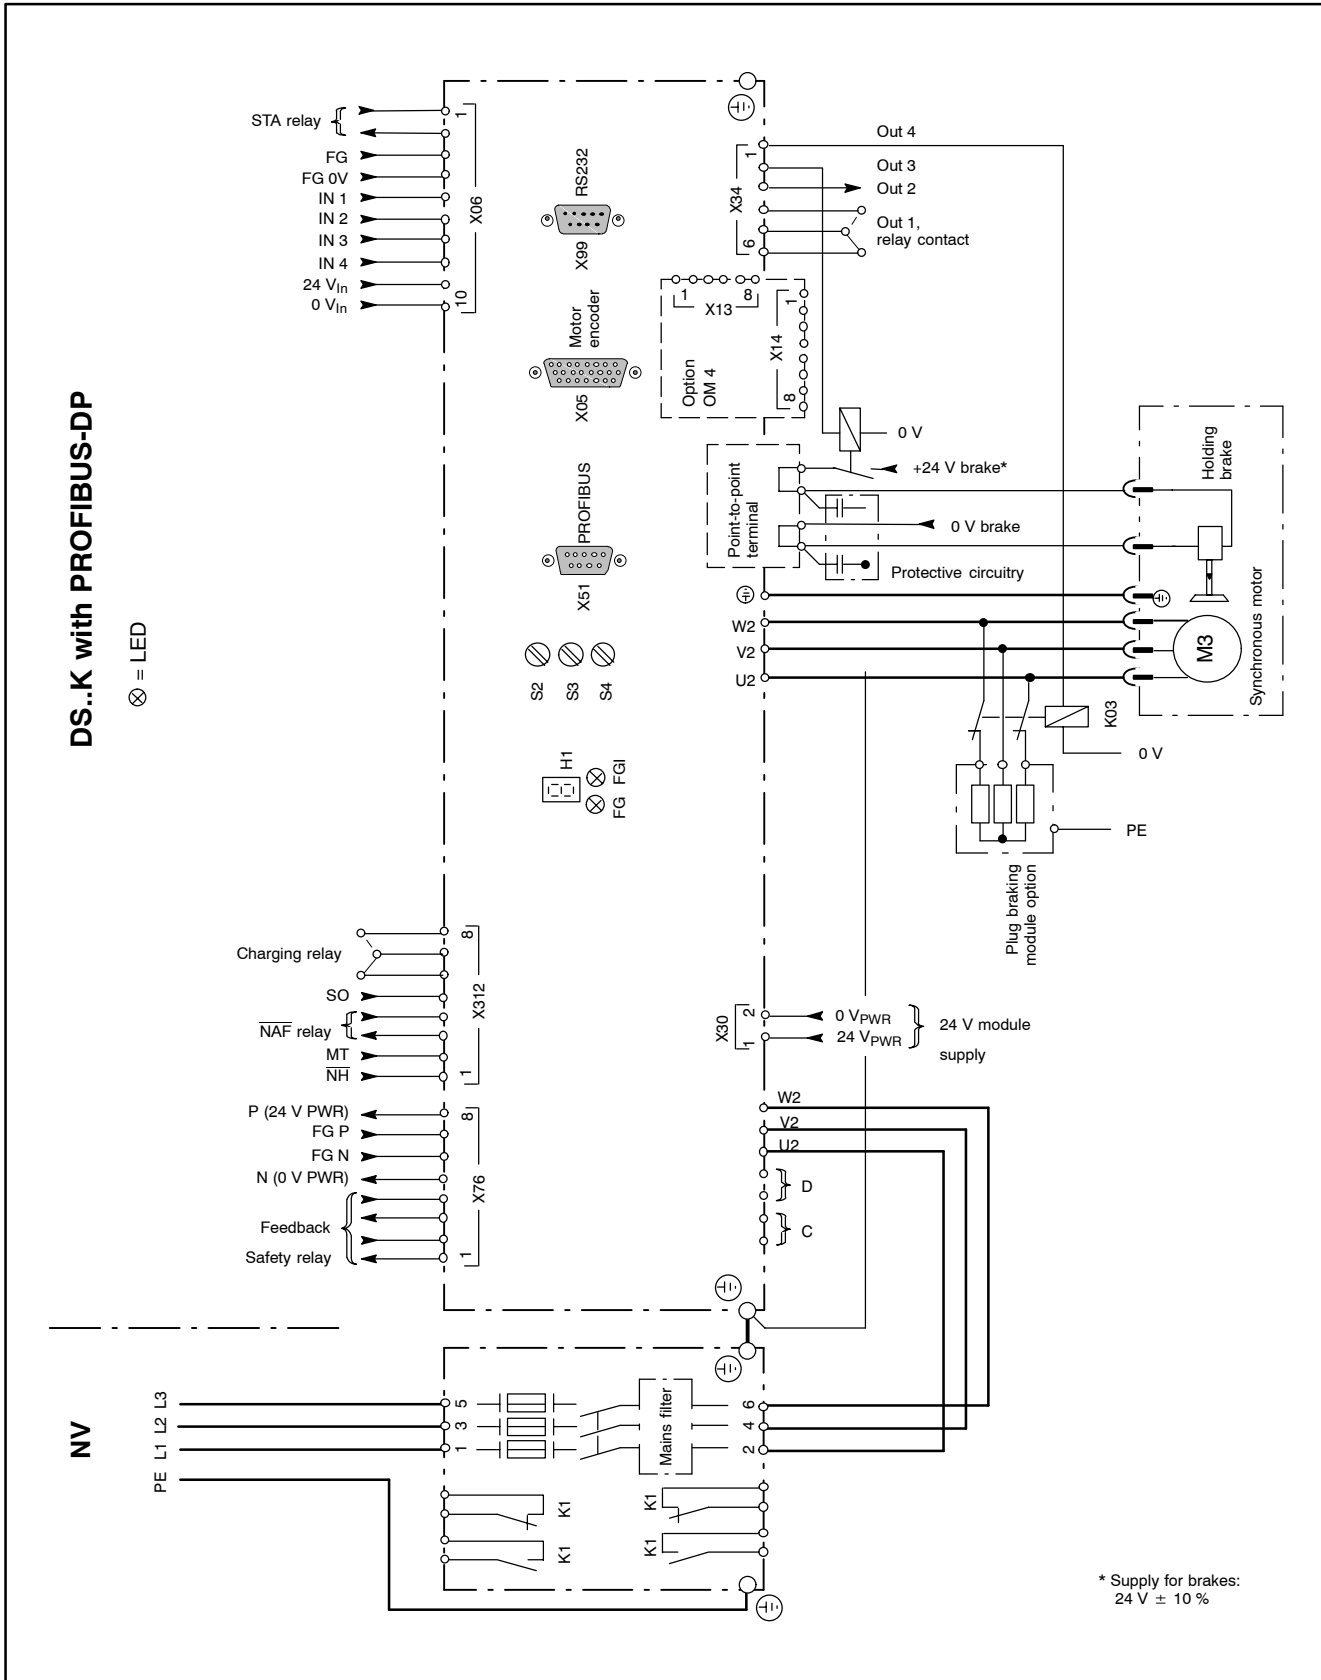 DS..K with PROFIBUS-DP
= LED
STA relay
FG
FG 0V
IN 1
IN 2
IN 3
IN 4
24 VIn
0 VIn
1
X06
10
RS232
X99
Motor
encoder
X05
PROFIBUS
X51
S2
S3
S4
H1
FG
FGI
1
X34
6
Out 4
Out 3
Out 2
Out 1,
relay contact
1
X13
8
1
X14
8
Option
OM 4
0 V
+24 V brake*
Point-to-point
terminal
0 V brake
Protective circuitry
Holding
brake
W2
V2
U2
M3
Synchronous motor
K03
0 V
PE
Plug braking
module option
Charging relay
SO
NAF relay
MT
NH
8
X312
1
P (24 V PWR)
FG P
FG N
N (0 V PWR)
Feedback
Safety relay
8
X76
1
X30
2
1
0 VPWR
24 VPWR
24 V module
supply
W2
V2
U2
D
C
NV
PE
L1
L2
L3
5
3
1
Mains filter
6
4
2
K1
K1
K1
K1
* Supply for brakes:
24 V ± 10 %